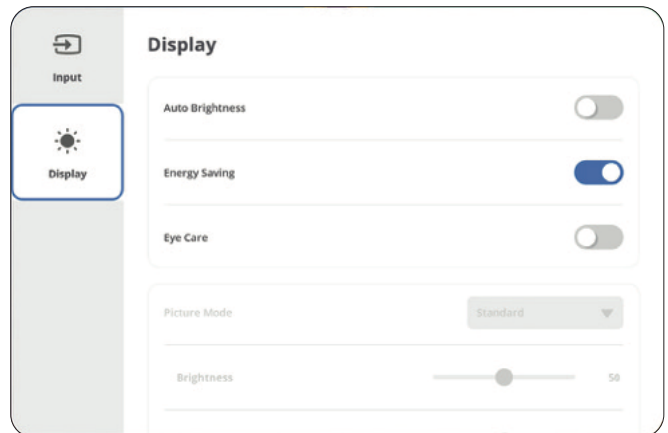 Display
Input
Auto Brightness
Display
Energy Saving
Eye Care
Picture Mode
Standard
Brightness
50